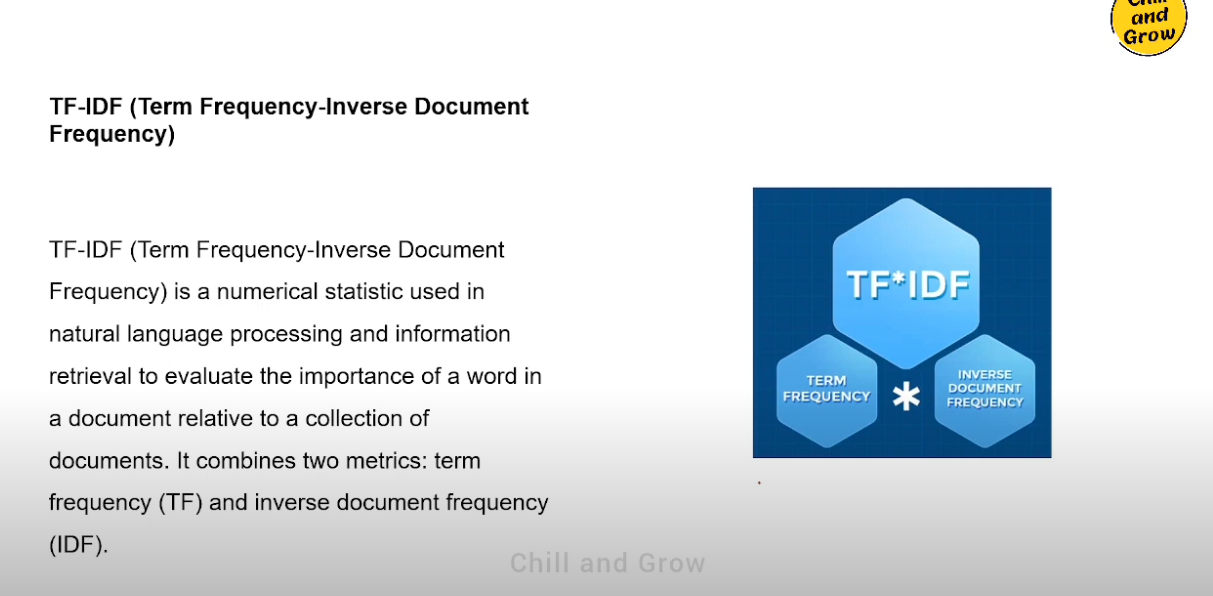 and
Grow
TF-IDF (Term Frequency-Inverse Document
Frequency)
TF-IDF (Term Frequency-Inverse Document
Frequency) is a numerical statistic used in
natural language processing and information
retrieval to evaluate the importance of a word in
a document relative to a collection of
documents. It combines two metrics: term
frequency (TF) and inverse document frequency
(IDF).
TF*IDF
TERM
FREQUENCY
*
INVERSE
DOCUMENT
FREQUENCY
Chill and Grow